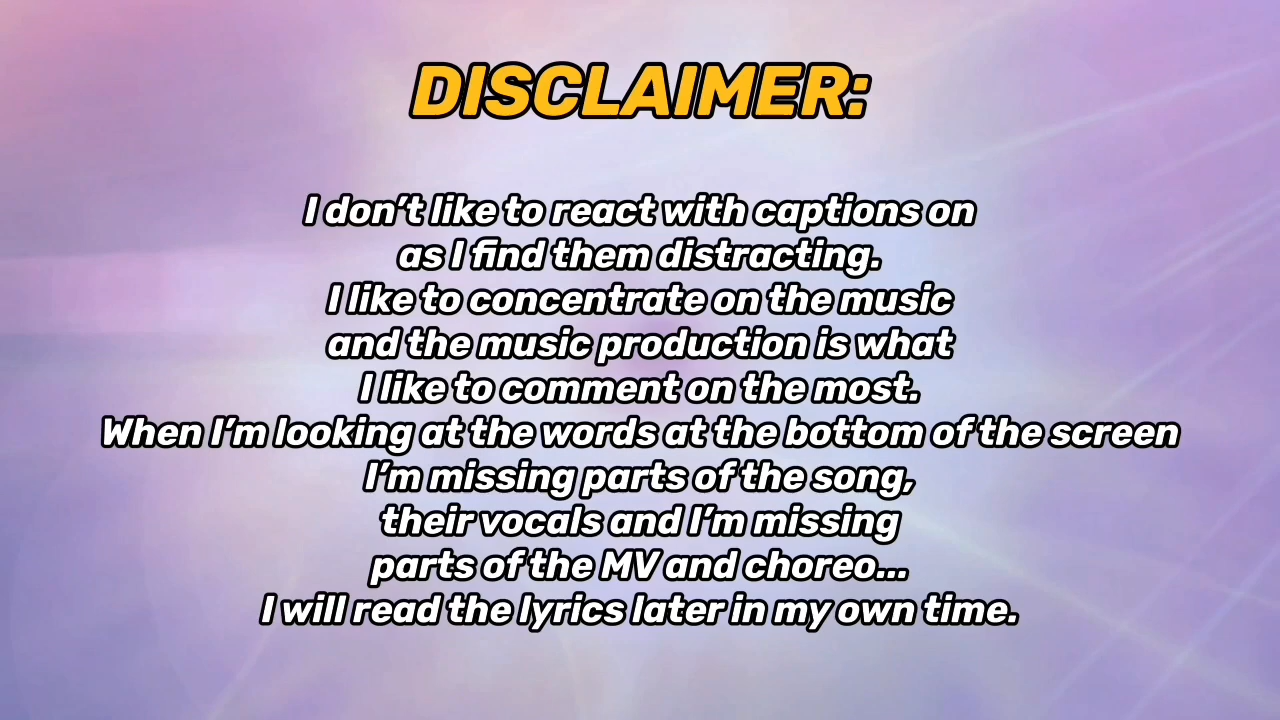 DISCLAIMER:
I don’t like to react with captions on
as I find them distracting.
I like to concentrate on the music
and the music production is what
I like to comment on the most.
When I’m looking at the words at the bottom of the screen
I’m missing parts of the song,
their vocals and I’m missing
parts of the MV and choreo...
I will read the lyrics later in my own time.